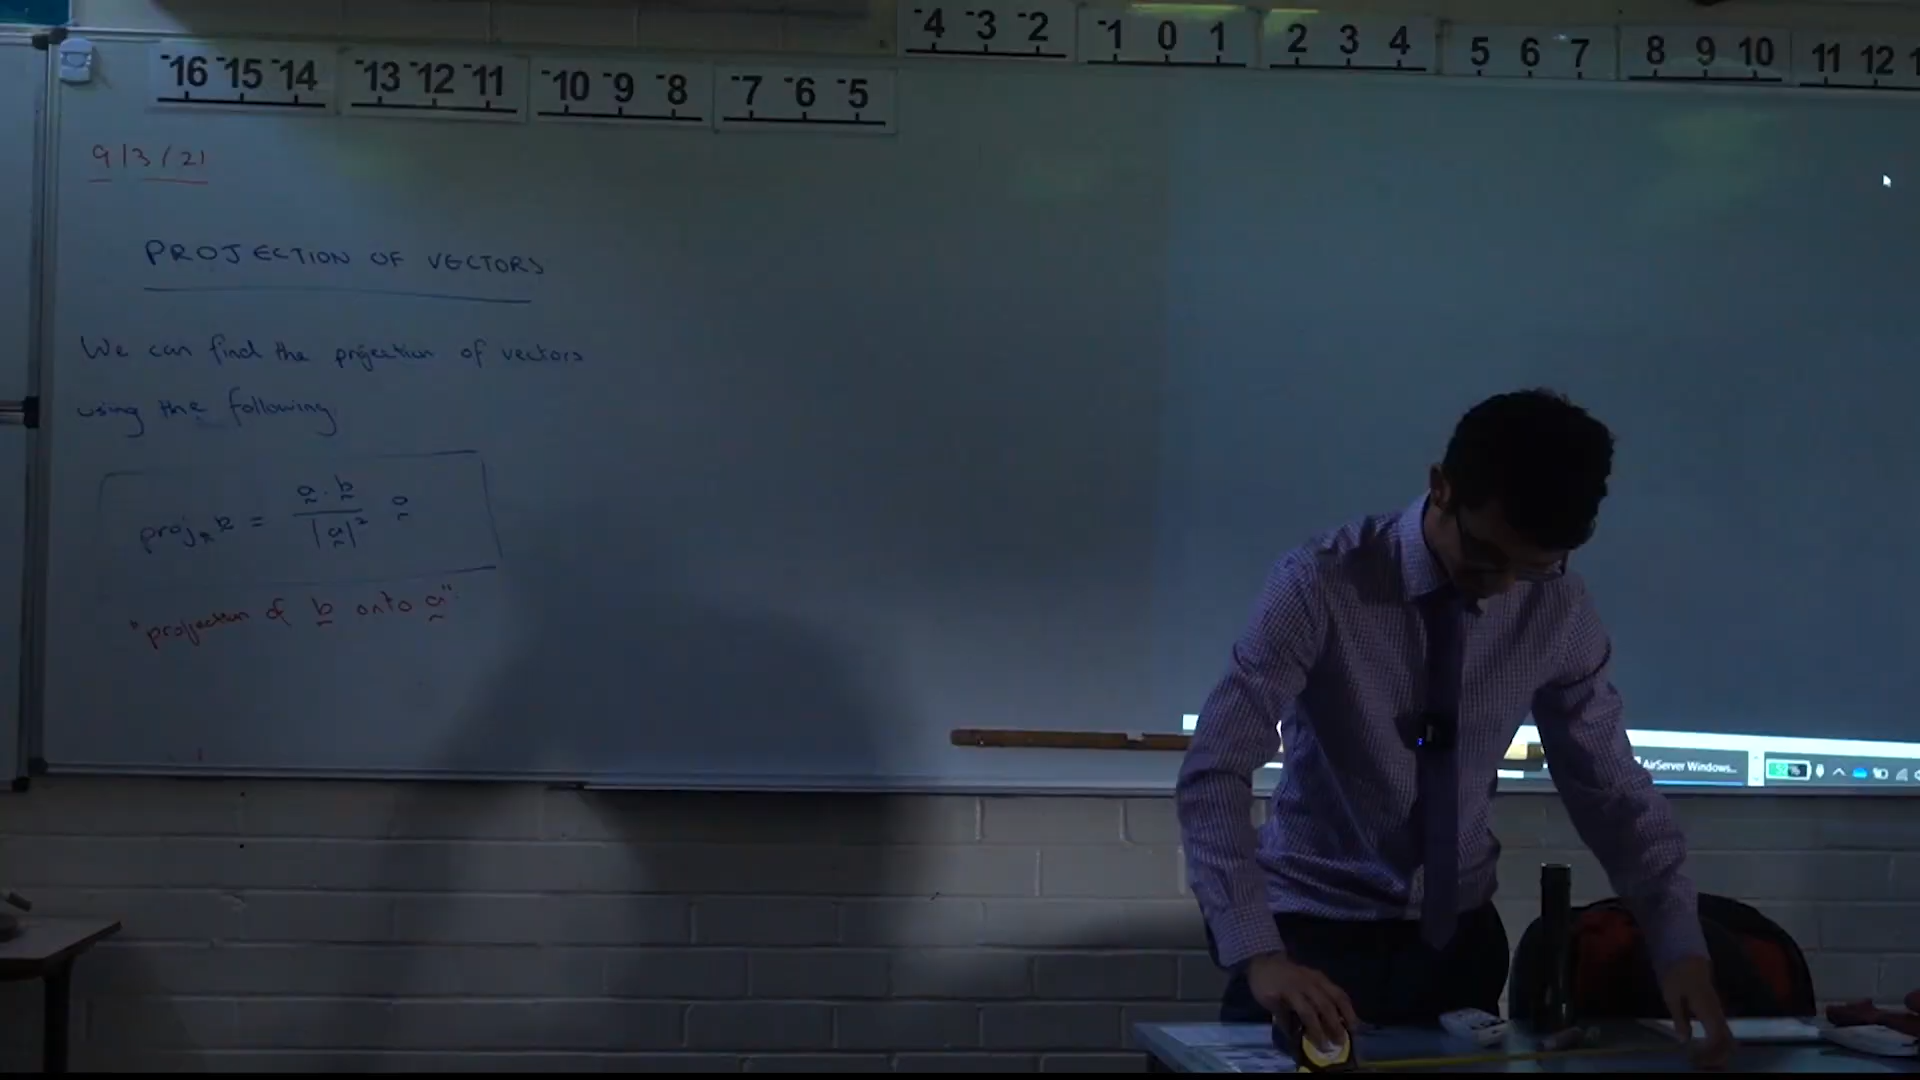 -4 -3 -2 -1 0 1 2 3 4 5 6 7 8 9 10 11 12
-16 -15 -14 -13 -12 -11 -10 -9 -8 -7 -6 -5
9/3/21
PROJECTION OF VECTORS
We can find the projection of vectors
using the following
proj_a b = (a · b)/|a|² a
"projection of b onto a".
AirServer Windows...